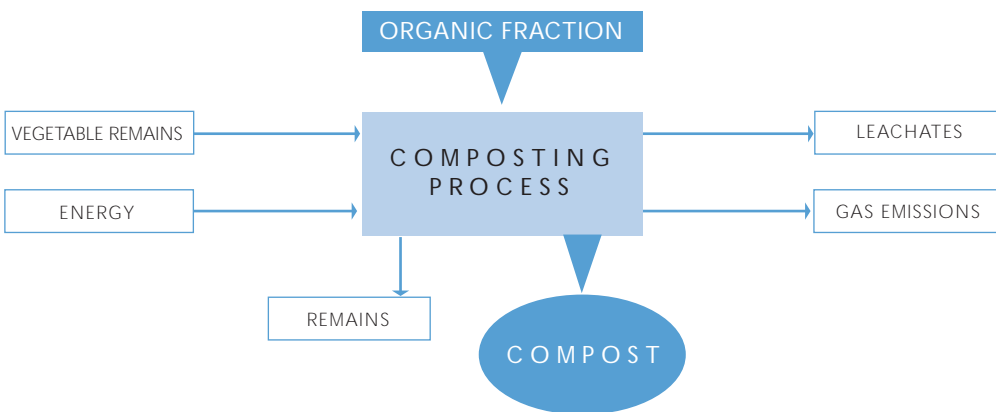 ORGANIC FRACTION
VEGETABLE REMAINS
COMPOSTING
PROCESS
LEACHATES
ENERGY
GAS EMISSIONS
REMAINS
COMPOST